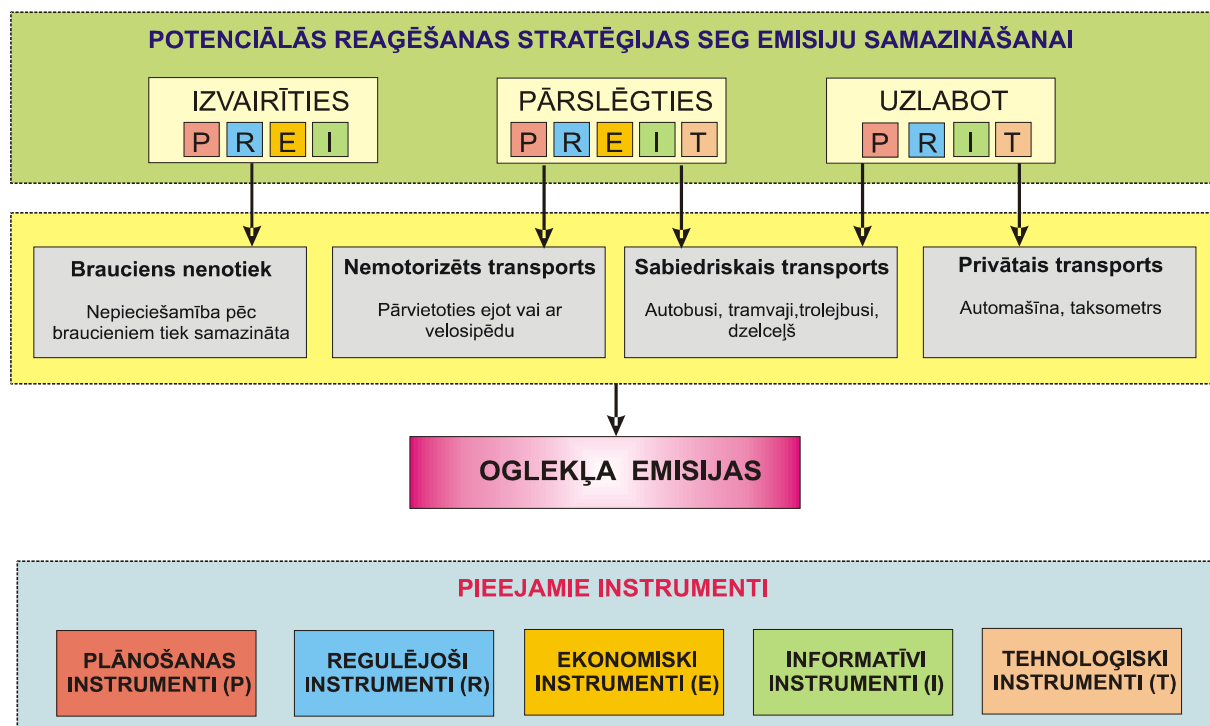 POTENCIĀLĀS REAĢĒŠANAS STRATĒĢIJAS SEG EMISIJU SAMAZINĀŠANAI
IZVAIRĪTIES
P R E I
PĀRSLĒGTIES
P R E I T
UZLABOT
P R I T
Brauciens nenotiek
Nepieciešamība pēc
braucieniem tiek samazināta
Nemotorizēts transports
Pārvietoties ejot vai ar
velosipēdu
Sabiedriskais transports
Autobusi, tramvaji,trolejbusi,
dzelceļš
Privātais transports
Automašīna, taksometrs
OGLEKĻA EMISIJAS
PIEEJAMIE INSTRUMENTI
PLĀNOŠANAS
INSTRUMENTI (P)
REGULĒJOŠI
INSTRUMENTI (R)
EKONOMISKI
INSTRUMENTI (E)
INFORMATĪVI
INSTRUMENTI (I)
TEHNOLOĢISKI
INSTRUMENTI (T)